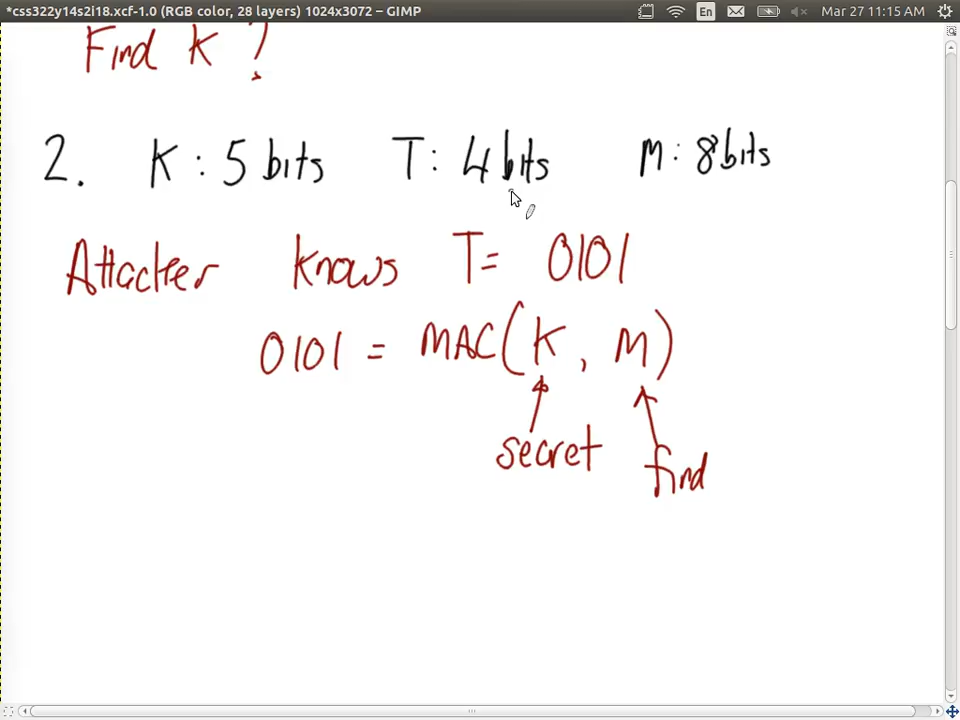 *css322y14s2i18.xcf-1.0 (RGB color, 28 layers) 1024x3072 – GIMP En Mar 27 11:15 AM
Find K ?
2. K : 5 bits T : 4 bits M : 8 bits
Attacker knows T = 0101
0101 = MAC(K , M)
secret find